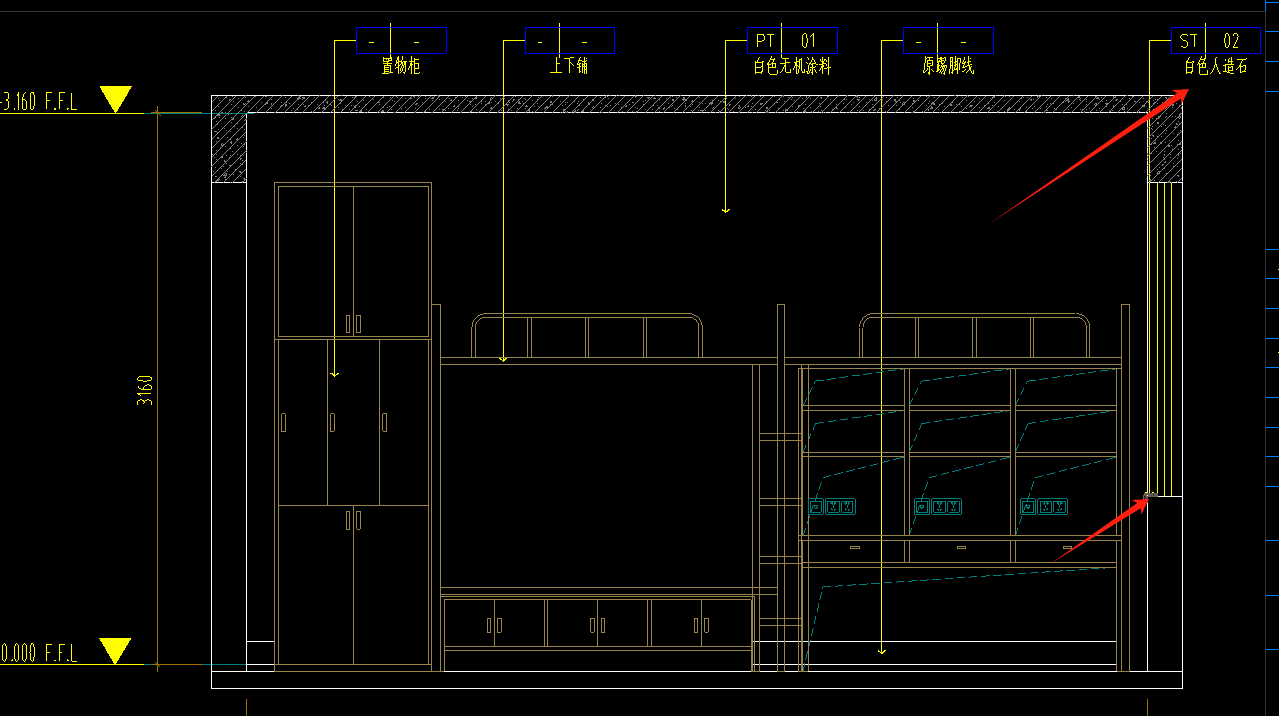 - -
置物柜
- -
上下铺
PT 01
白色无机涂料
- -
原踢脚线
ST 02
白色人造石
3.160 F.F.L
3160
0.000 F.F.L